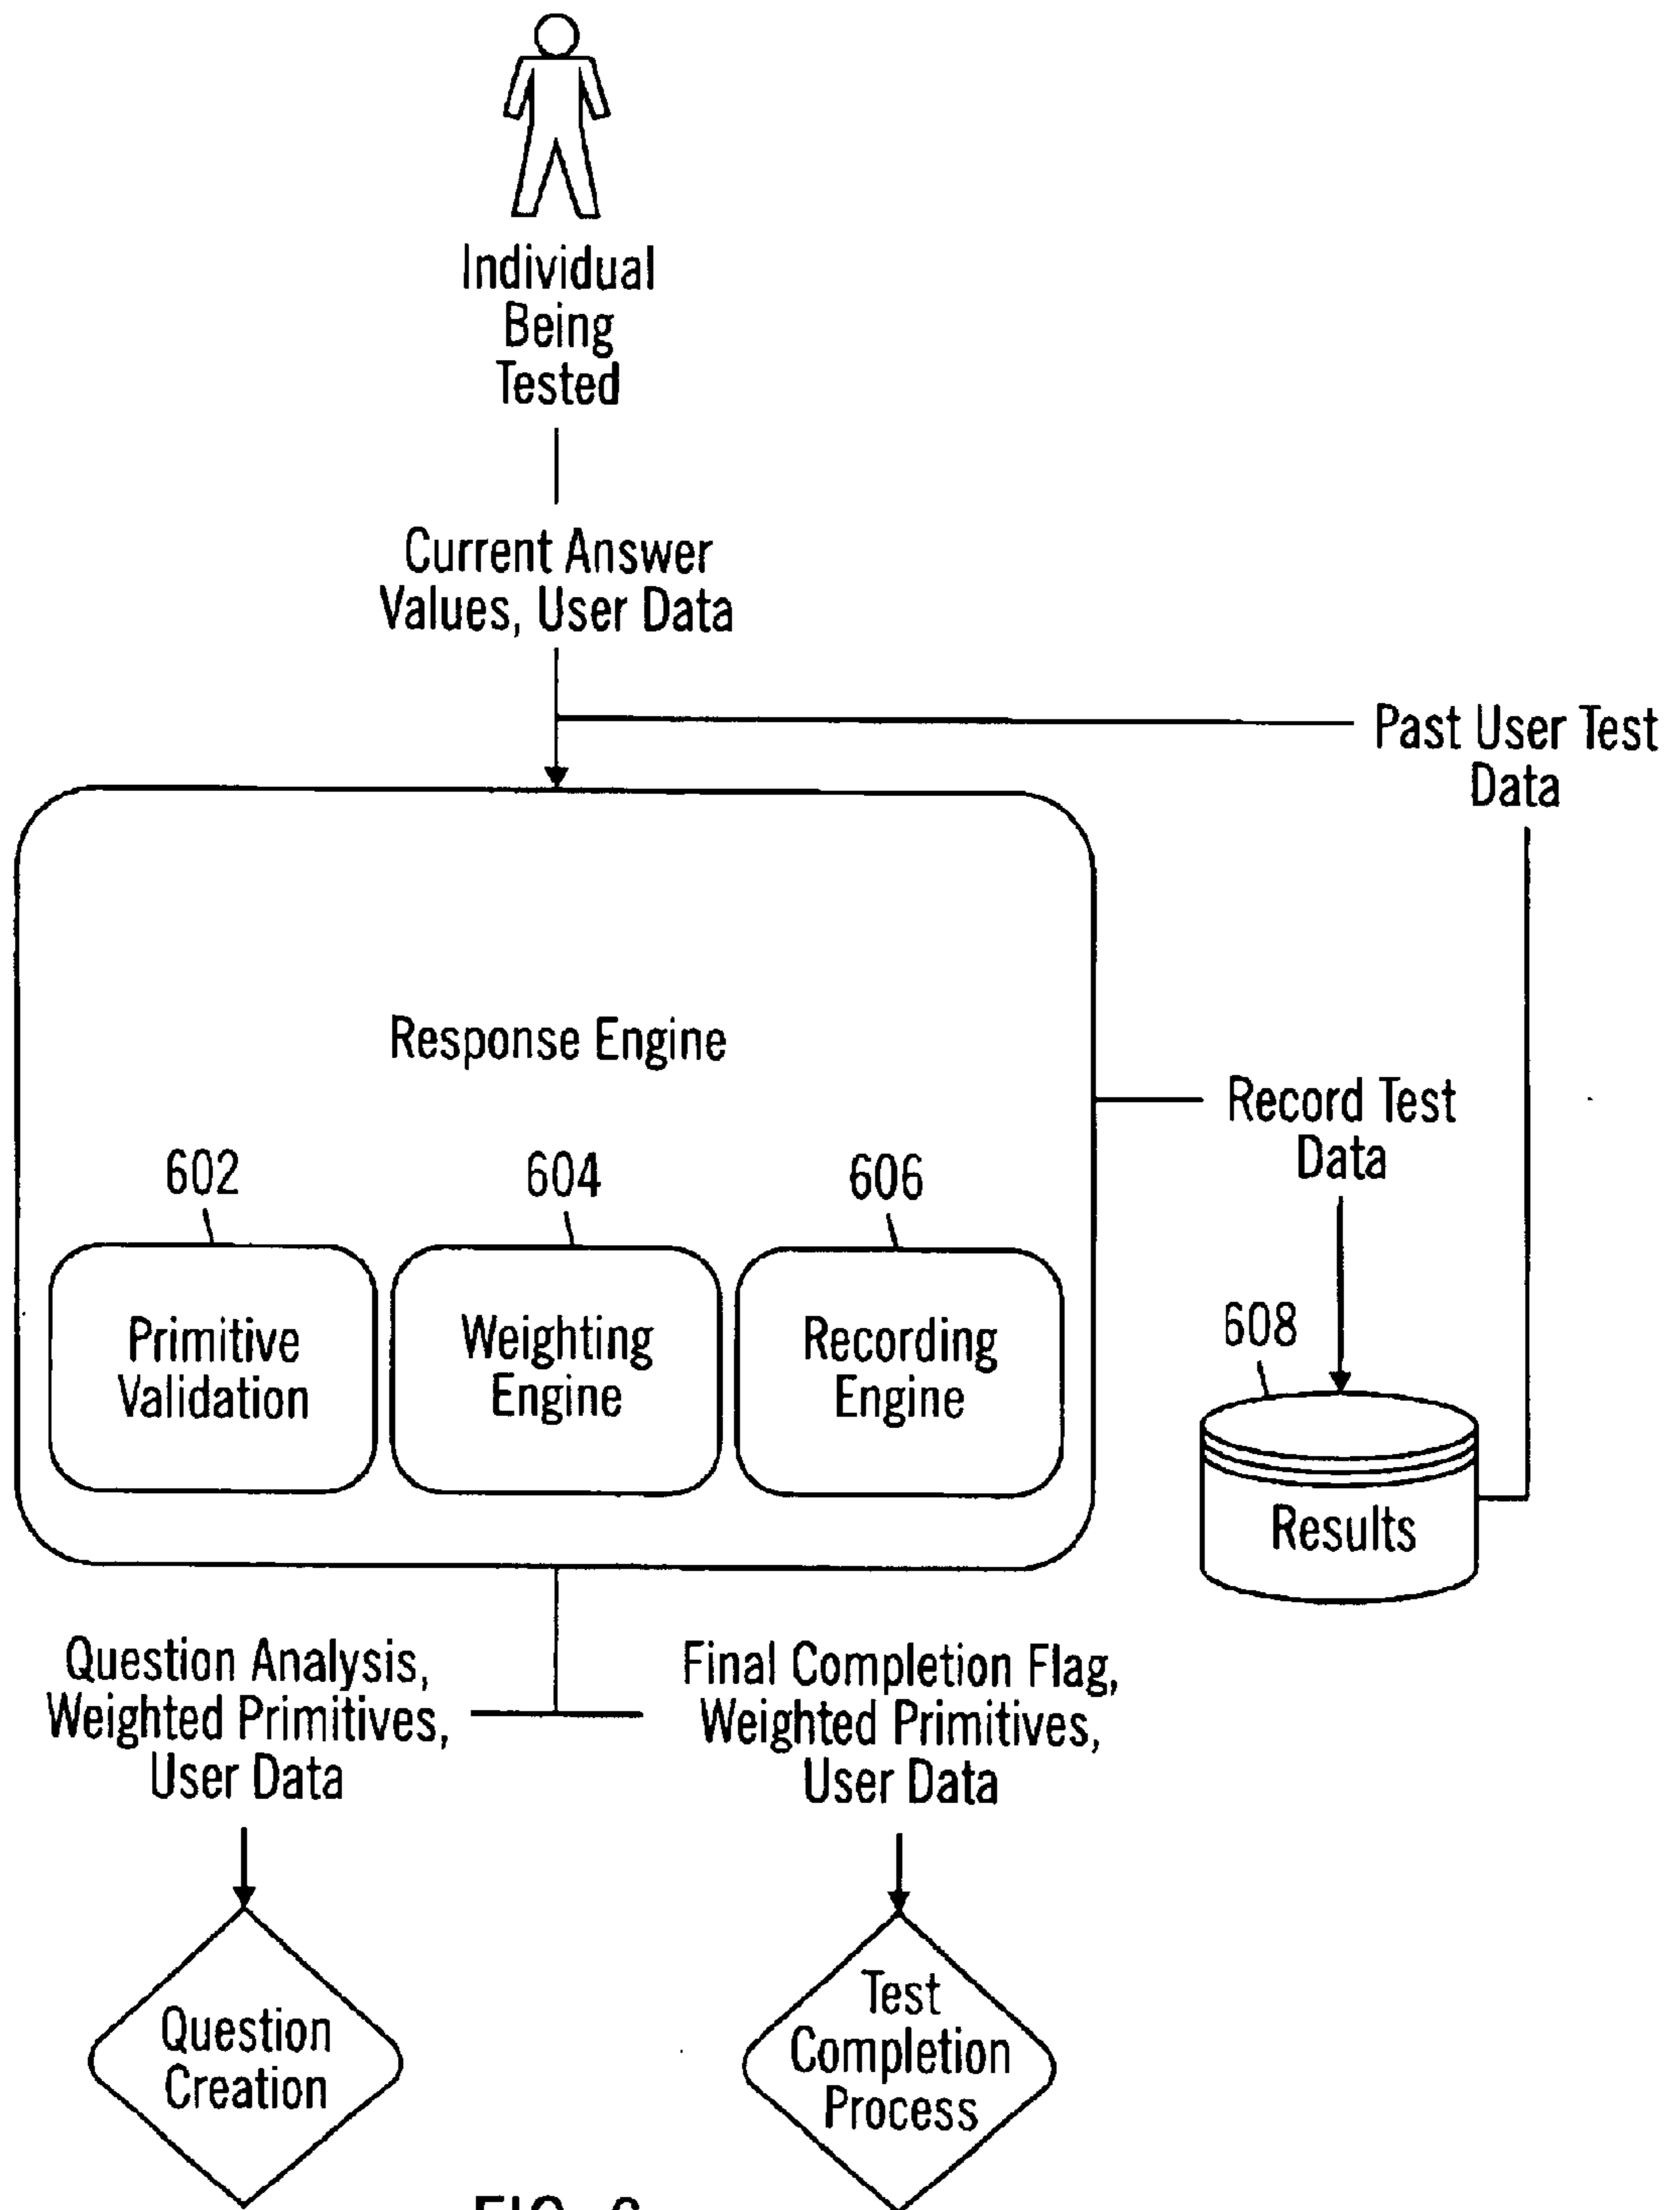 Individual
Being
Tested
Current Answer
Values, User Data
Past User Test
Data
Response Engine
Record Test
Data
602
604
606
608
Primitive
Validation
Weighting
Engine
Recording
Engine
Results
Question Analysis,
Weighted Primitives,
User Data
Final Completion Flag,
Weighted Primitives,
User Data
Question
Creation
Test
Completion
Process